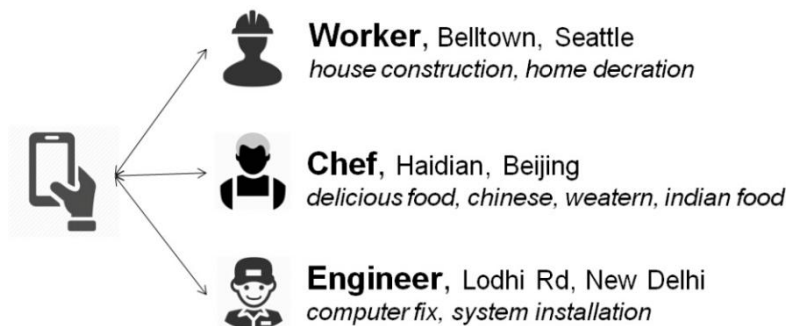 Worker, Belltown, Seattle
house construction, home decration
Chef, Haidian, Beijing
delicious food, chinese, weatern, indian food
Engineer, Lodhi Rd, New Delhi
computer fix, system installation